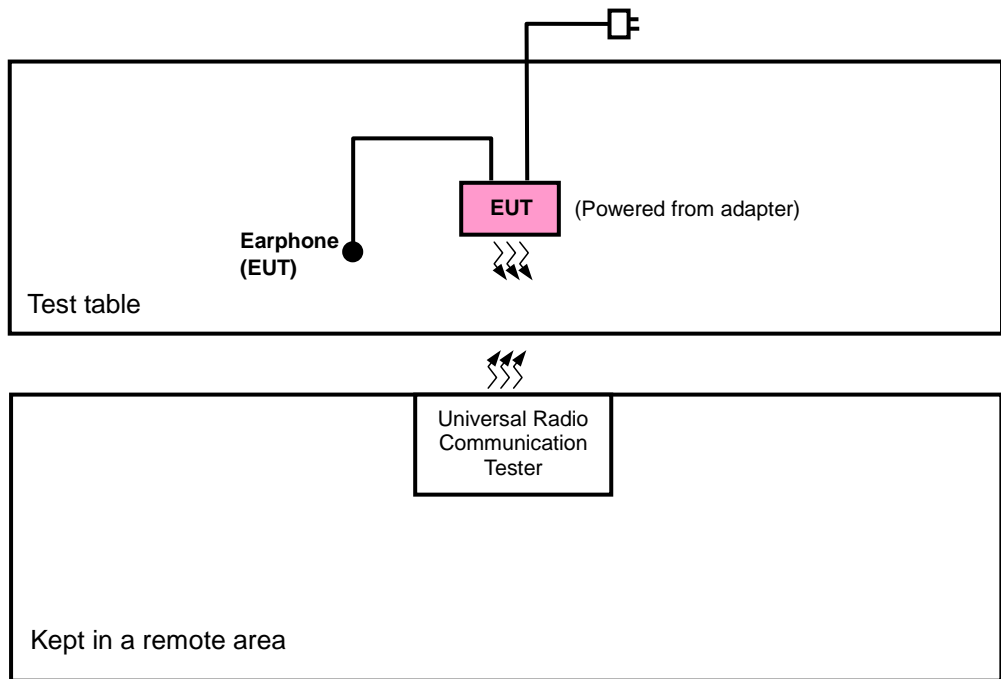 EUT
(Powered from adapter)
Earphone
(EUT)
Test table
Universal Radio
Communication
Tester
Kept in a remote area